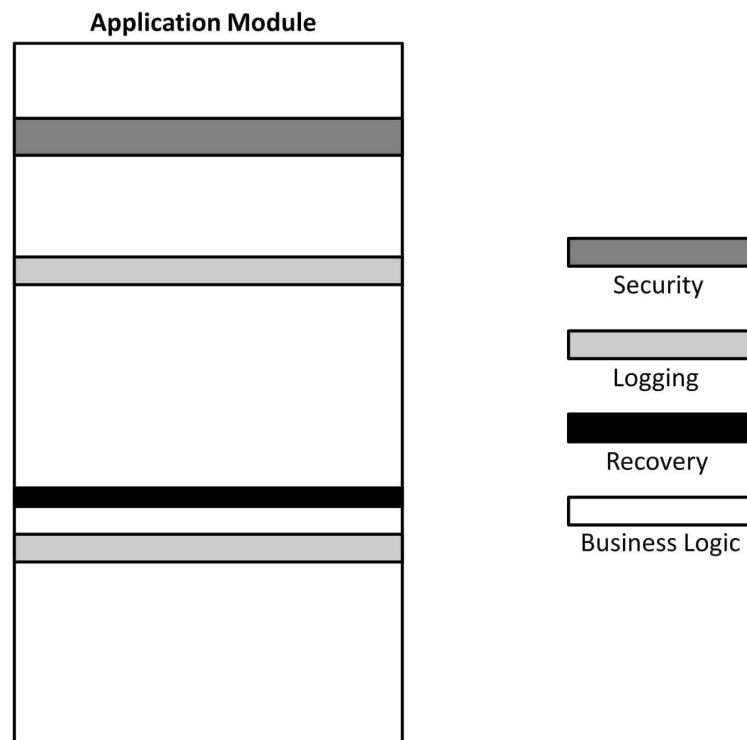 Application Module
Security
Logging
Recovery
Business Logic